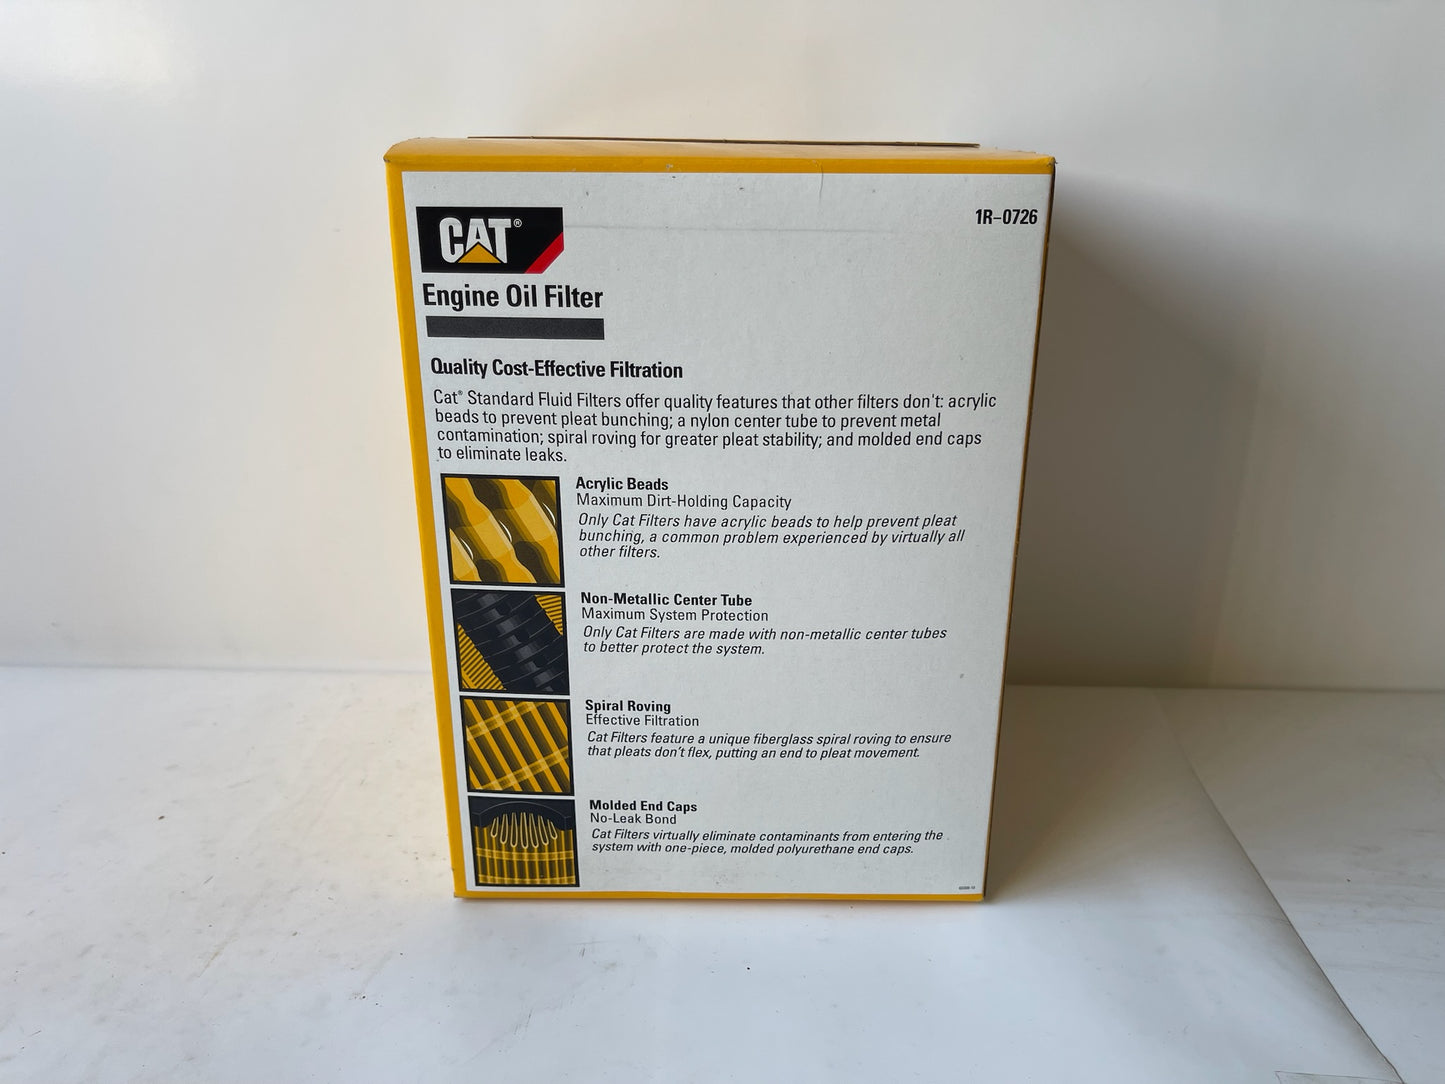 CAT®
1R-0726
Engine Oil Filter
Quality Cost-Effective Filtration
Cat® Standard Fluid Filters offer quality features that other filters don't: acrylic
beads to prevent pleat bunching; a nylon center tube to prevent metal
contamination; spiral roving for greater pleat stability; and molded end caps
to eliminate leaks.
Acrylic Beads
Maximum Dirt-Holding Capacity
Only Cat Filters have acrylic beads to help prevent pleat
bunching, a common problem experienced by virtually all
other filters.
Non-Metallic Center Tube
Maximum System Protection
Only Cat Filters are made with non-metallic center tubes
to better protect the system.
Spiral Roving
Effective Filtration
Cat Filters feature a unique fiberglass spiral roving to ensure
that pleats don't flex, putting an end to pleat movement.
Molded End Caps
No-Leak Bond
Cat Filters virtually eliminate contaminants from entering the
system with one-piece, molded polyurethane end caps.